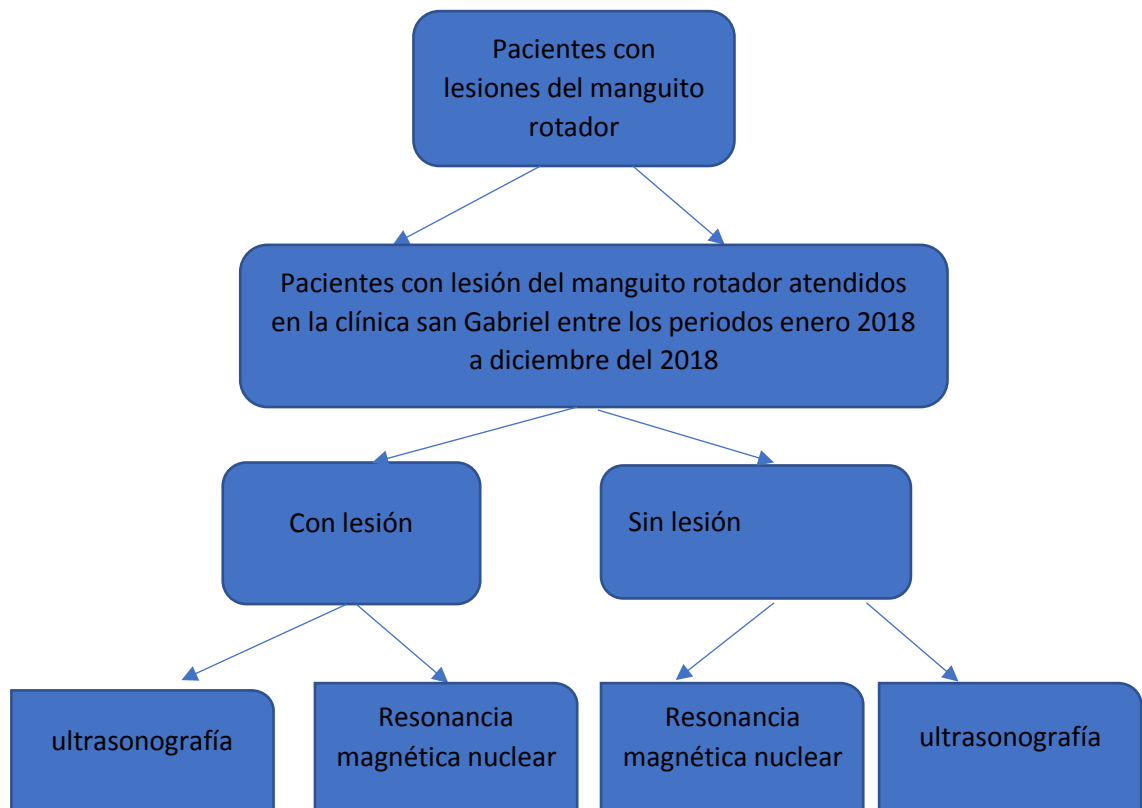 Pacientes con
lesiones del manguito
rotador
Pacientes con lesión del manguito rotador atendidos
en la clínica san Gabriel entre los periodos enero 2018
a diciembre del 2018
Con lesión
Sin lesión
ultrasonografía
Resonancia
magnética nuclear
Resonancia
magnética nuclear
ultrasonografía